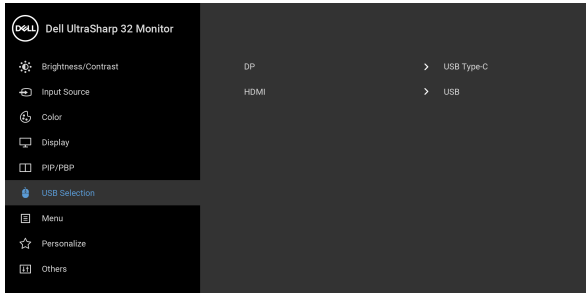 DELL Dell UltraSharp 32 Monitor
Brightness/Contrast
DP USB Type-C
Input Source
HDMI USB
Color
Display
PIP/PBP
USB Selection
Menu
Personalize
Others